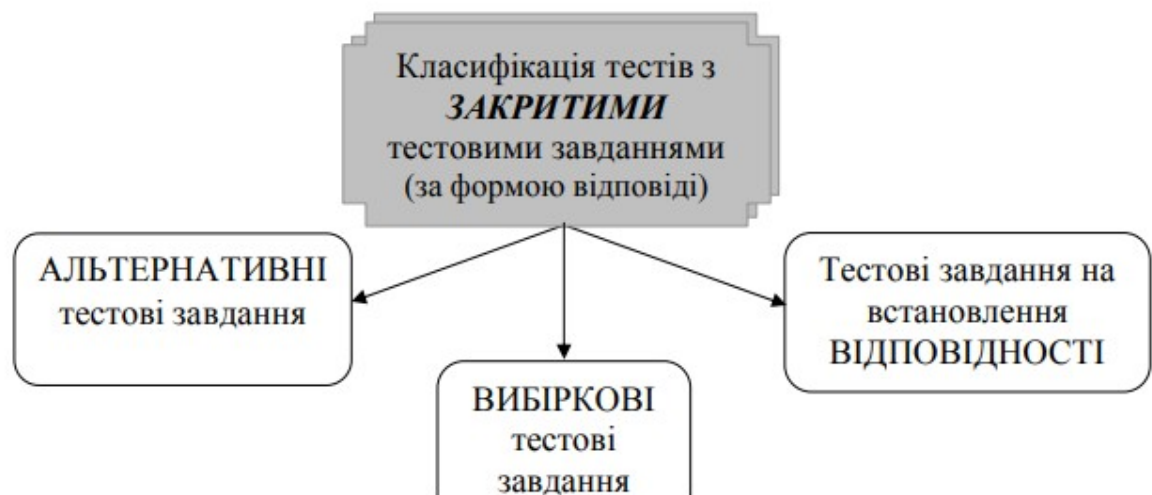 Класифікація тестів з
ЗАКРИТИМИ
тестовими завданнями
(за формою відповіді)
АЛЬТЕРНАТИВНІ
тестові завдання
Тестові завдання на
встановлення
ВІДПОВІДНОСТІ
ВИБІРКОВІ
тестові
завдання